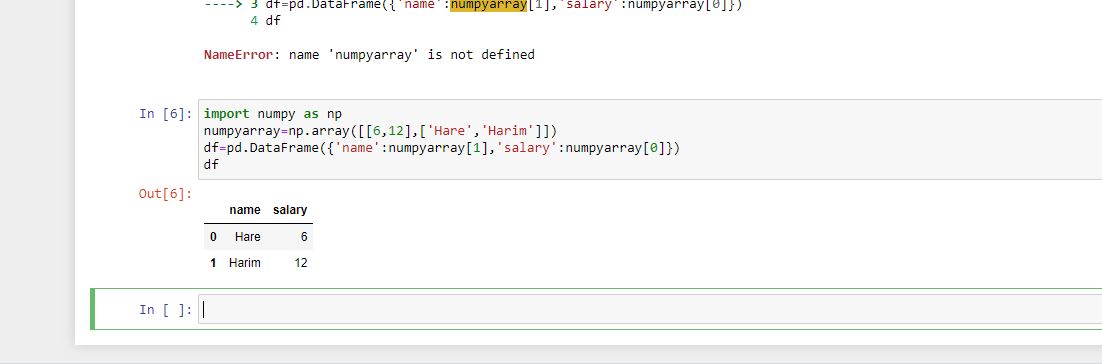 ----> 3 df=pd.DataFrame({'name':numpyarray[1],'salary':numpyarray[0]})
4 df
NameError: name 'numpyarray' is not defined
In [6]: import numpy as np
numpyarray=np.array([[6,12],['Hare','Harim']])
df=pd.DataFrame({'name':numpyarray[1],'salary':numpyarray[0]})
df
Out[6]:
name salary
0 Hare 6
1 Harim 12
In [ ]: